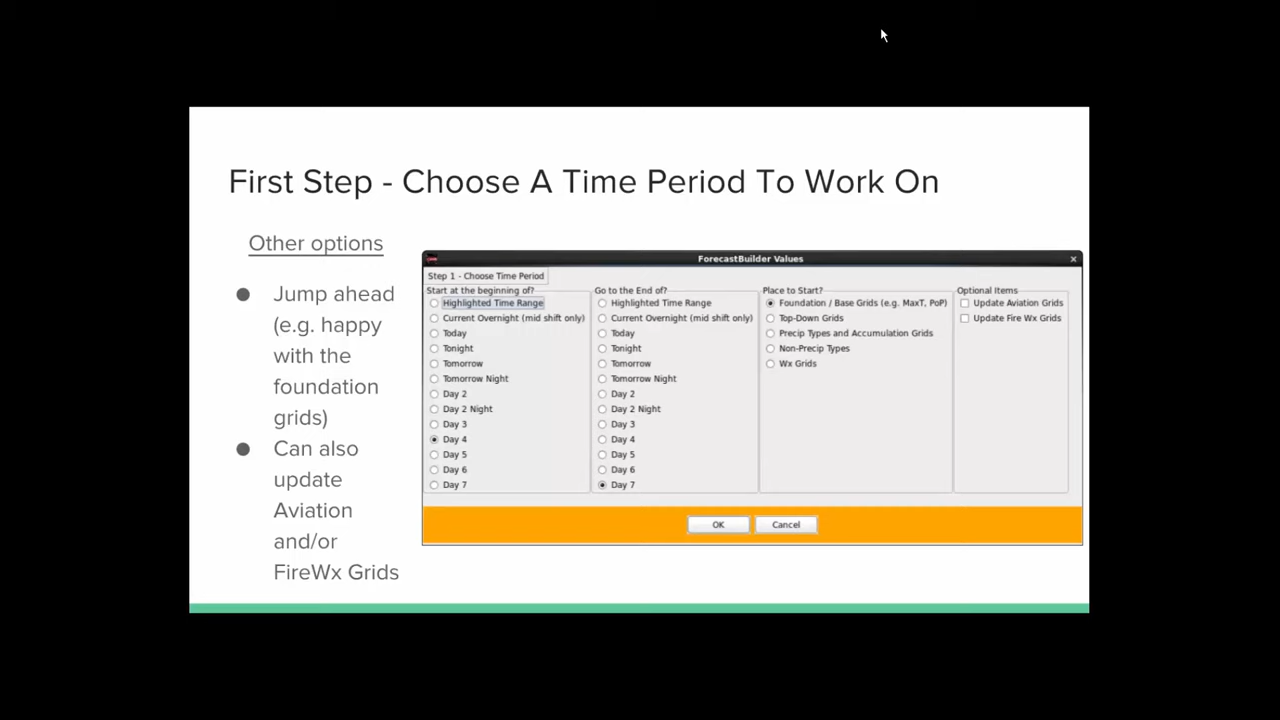 First Step - Choose A Time Period To Work On
Other options
● Jump ahead
(e.g. happy
with the
foundation
grids)
● Can also
update
Aviation
and/or
FireWx Grids
ForecastBuilder Values
Step 1 - Choose Time Period
Start at the beginning of?
Highlighted Time Range
Current Overnight (mid shift only)
Today
Tonight
Tomorrow
Tomorrow Night
Day 2
Day 2 Night
Day 3
Day 4
Day 5
Day 6
Day 7
Go to the End of?
Highlighted Time Range
Current Overnight (mid shift only)
Today
Tonight
Tomorrow
Tomorrow Night
Day 2
Day 2 Night
Day 3
Day 4
Day 5
Day 6
Day 7
Place to Start?
Foundation / Base Grids (e.g. MaxT, PoP)
Top-Down Grids
Precip Types and Accumulation Grids
Non-Precip Types
Wx Grids
Optional Items
Update Aviation Grids
Update Fire Wx Grids
OK
Cancel